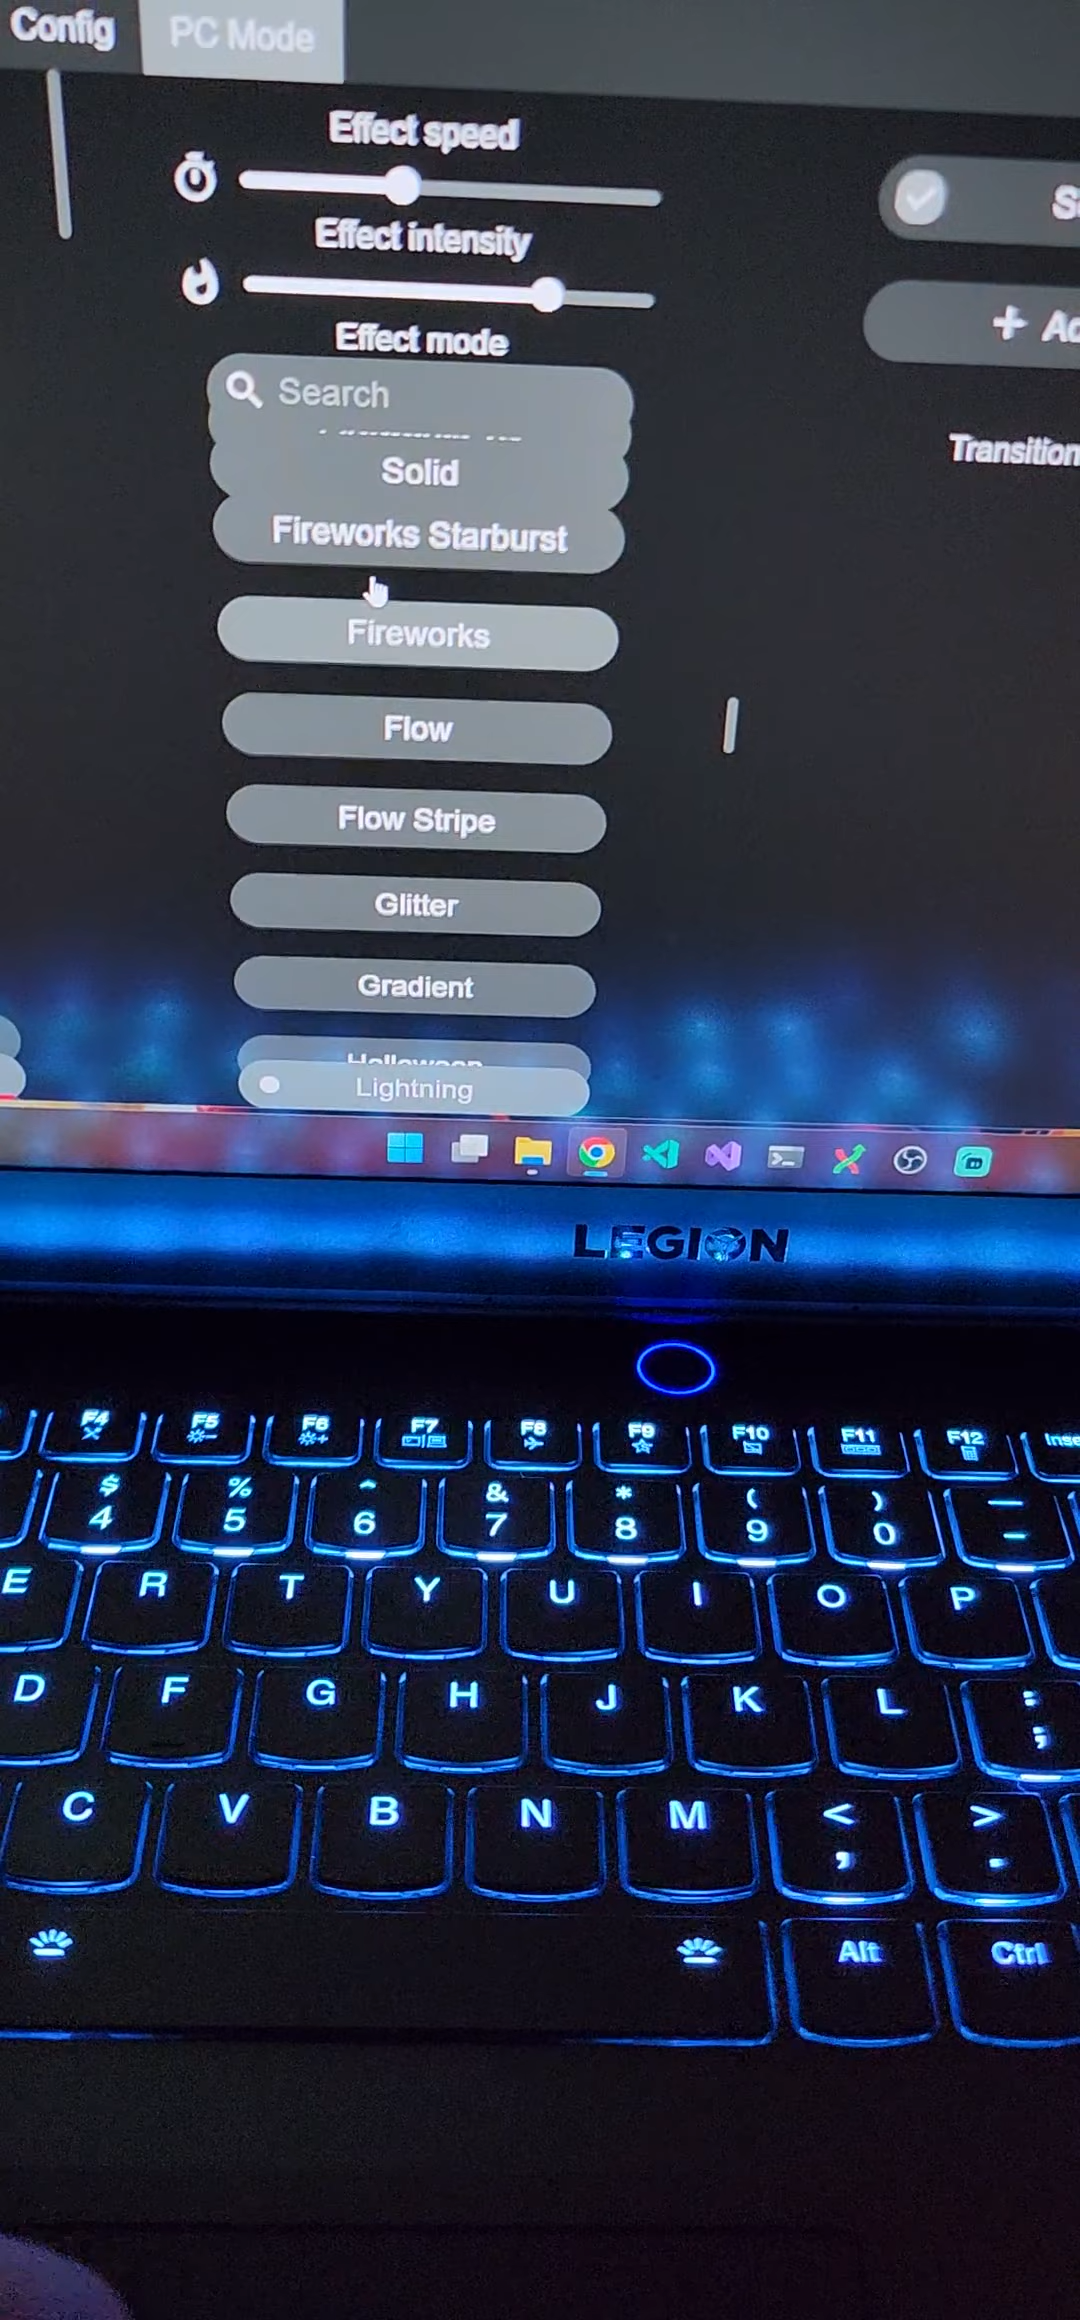 Config PC Mode
Effect speed
Effect intensity
Effect mode
Search
Solid
Fireworks Starburst
Transition
Fireworks
Flow
Flow Stripe
Glitter
Gradient
Halloween
Lightning
LEGION
F4 F5 F6 F7 F8 F9 F10 F11 F12 Inse
$ % ^ & * ( ) —
4 5 6 7 8 9 0 -
E R T Y U I O P
D F G H J K L : ;
C V B N M < , > .
Alt Ctrl